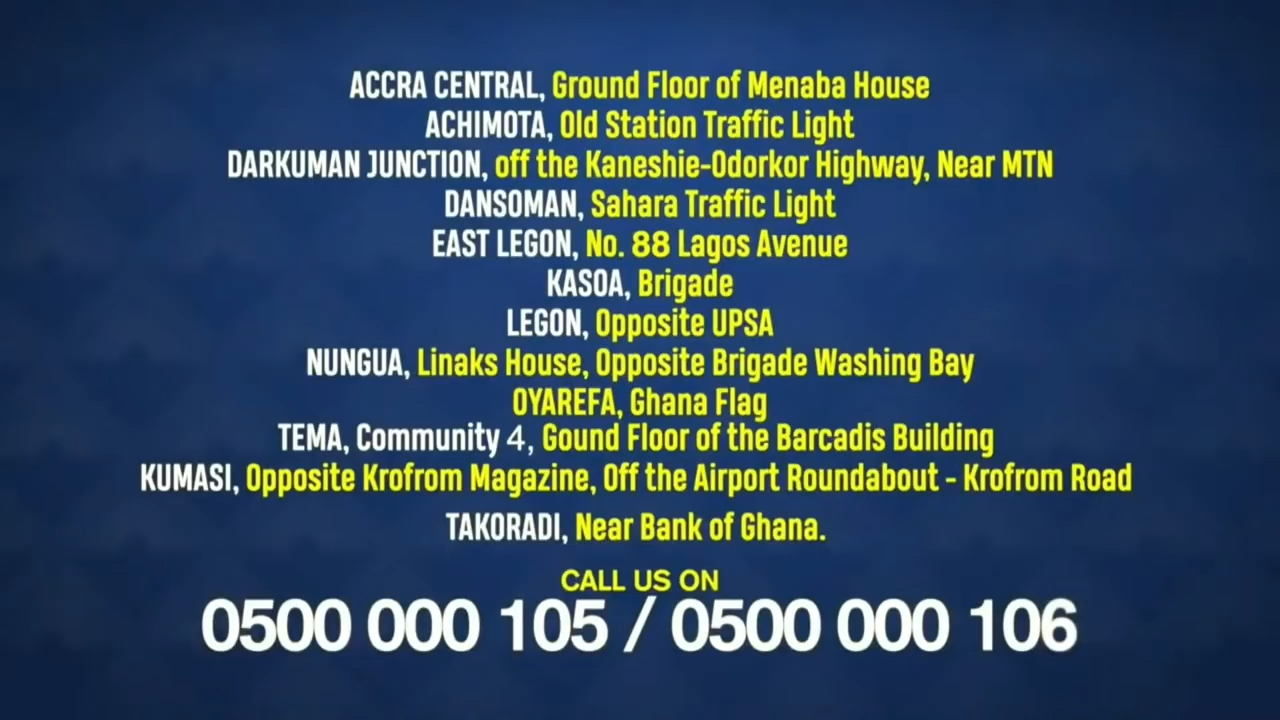 ACCRA CENTRAL, Ground Floor of Menaba House
ACHIMOTA, Old Station Traffic Light
DARKUMAN JUNCTION, off the Kaneshie-Odorkor Highway, Near MTN
DANSOMAN, Sahara Traffic Light
EAST LEGON, No. 88 Lagos Avenue
KASOA, Brigade
LEGON, Opposite UPSA
NUNGUA, Linaks House, Opposite Brigade Washing Bay
OYAREFA, Ghana Flag
TEMA, Community 4, Gound Floor of the Barcadis Building
KUMASI, Opposite Krofrom Magazine, Off the Airport Roundabout - Krofrom Road
TAKORADI, Near Bank of Ghana.
CALL US ON
0500 000 105 / 0500 000 106